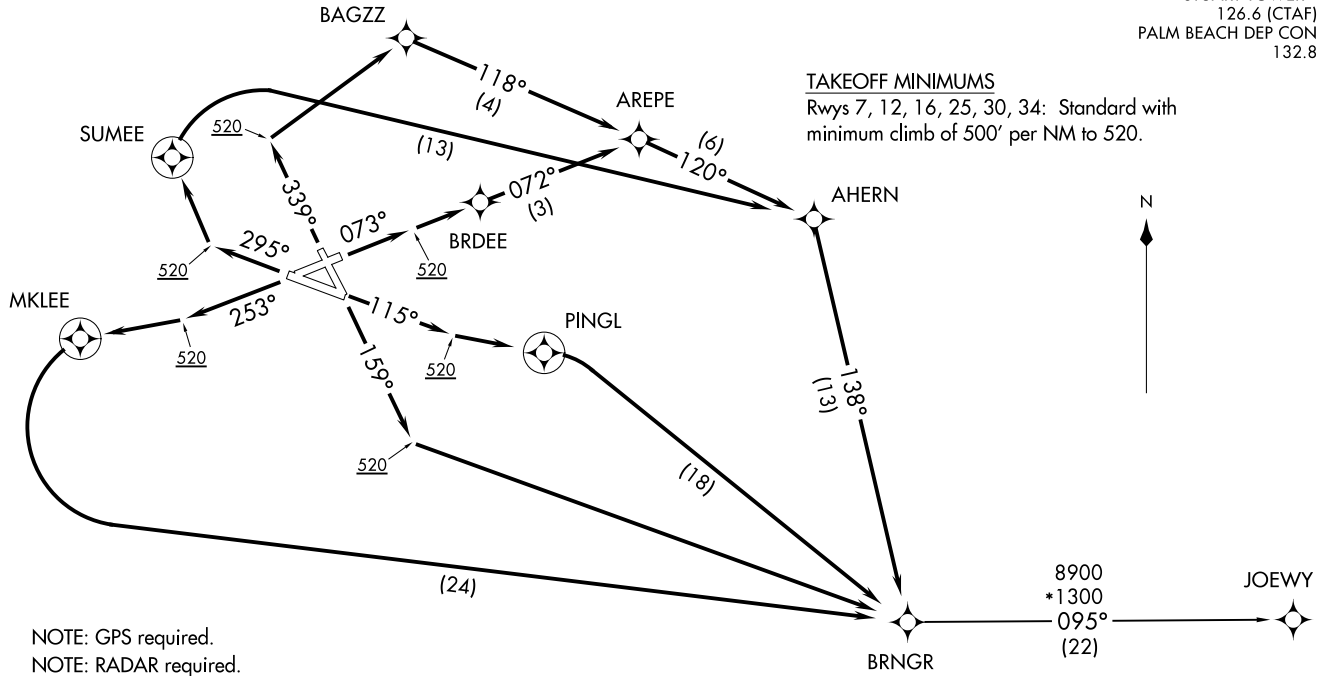 126.6 (CTAF)
PALM BEACH DEP CON
132.8
TAKEOFF MINIMUMS
Rwys 7, 12, 16, 25, 30, 34: Standard with
minimum climb of 500' per NM to 520.
BAGZZ
118°
(4)
AREPE
(6)
120°
SUMEE
520
(13)
AHERN
N
339°
073°
072°
(3)
BRDEE
520
295°
520
MKLEE
253°
520
115°
520
PINGL
159°
520
138°
(13)
(18)
(24)
8900
*1300
095°
(22)
JOEWY
BRNGR
NOTE: GPS required.
NOTE: RADAR required.